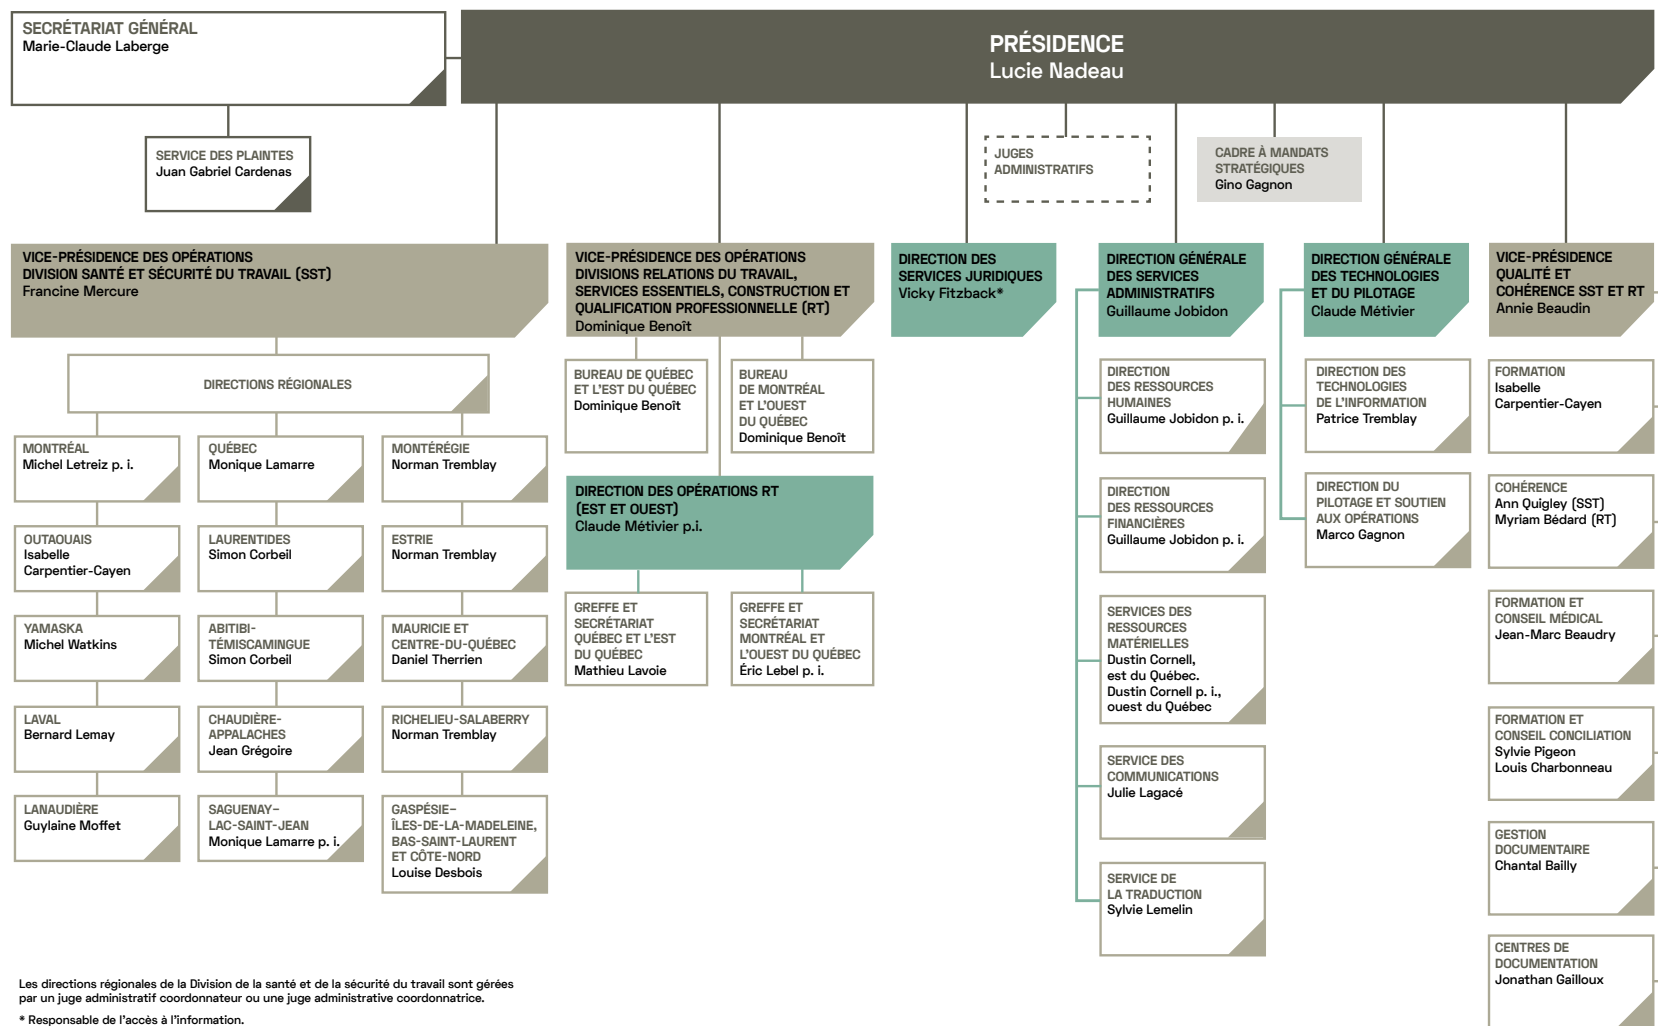 SECRÉTARIAT GÉNÉRAL
Marie-Claude Laberge
PRÉSIDENCE
Lucie Nadeau
SERVICE DES PLAINTES
Juan Gabriel Cardenas
JUGES
ADMINISTRATIFS
CADRE À MANDATS
STRATÉGIQUES
Gino Gagnon
VICE-PRÉSIDENCE DES OPÉRATIONS
DIVISION SANTÉ ET SÉCURITÉ DU TRAVAIL (SST)
Francine Mercure
DIRECTIONS RÉGIONALES
MONTRÉAL
Michel Letreiz p. i.
OUTAOUAIS
Isabelle
Carpentier-Cayen
YAMASKA
Michel Watkins
LAVAL
Bernard Lemay
LANAUDIÈRE
Guylaine Moffet
QUÉBEC
Monique Lamarre
LAURENTIDES
Simon Corbeil
ABITIBI-
TÉMISCAMINGUE
Simon Corbeil
CHAUDIÈRE-
APPALACHES
Jean Grégoire
SAGUENAY–
LAC-SAINT-JEAN
Monique Lamarre p. i.
MONTÉRÉGIE
Norman Tremblay
ESTRIE
Norman Tremblay
MAURICIE ET
CENTRE-DU-QUÉBEC
Daniel Therrien
RICHELIEU-SALABERRY
Norman Tremblay
GASPÉSIE–
ÎLES-DE-LA-MADELEINE,
BAS-SAINT-LAURENT
ET CÔTE-NORD
Louise Desbois
VICE-PRÉSIDENCE DES OPÉRATIONS
DIVISIONS RELATIONS DU TRAVAIL,
SERVICES ESSENTIELS, CONSTRUCTION ET
QUALIFICATION PROFESSIONNELLE (RT)
Dominique Benoît
BUREAU DE QUÉBEC
ET L'EST DU QUÉBEC
Dominique Benoît
BUREAU
DE MONTRÉAL
ET L'OUEST
DU QUÉBEC
Dominique Benoît
DIRECTION DES OPÉRATIONS RT
(EST ET OUEST)
Claude Métivier p.i.
GREFFE ET
SECRÉTARIAT
QUÉBEC ET L'EST
DU QUÉBEC
Mathieu Lavoie
GREFFE ET
SECRÉTARIAT
MONTRÉAL ET
L'OUEST DU QUÉBEC
Éric Lebel p. i.
DIRECTION DES
SERVICES JURIDIQUES
Vicky Fitzback*
DIRECTION GÉNÉRALE
DES SERVICES
ADMINISTRATIFS
Guillaume Jobidon
DIRECTION
DES RESSOURCES
HUMAINES
Guillaume Jobidon p. i.
DIRECTION
DES RESSOURCES
FINANCIÈRES
Guillaume Jobidon p. i.
SERVICES DES
RESSOURCES
MATÉRIELLES
Dustin Cornell,
est du Québec.
Dustin Cornell p. i.,
ouest du Québec
SERVICE DES
COMMUNICATIONS
Julie Lagacé
SERVICE DE
LA TRADUCTION
Sylvie Lemelin
DIRECTION GÉNÉRALE
DES TECHNOLOGIES
ET DU PILOTAGE
Claude Métivier
DIRECTION DES
TECHNOLOGIES
DE L'INFORMATION
Patrice Tremblay
DIRECTION DU
PILOTAGE ET SOUTIEN
AUX OPÉRATIONS
Marco Gagnon
VICE-PRÉSIDENCE
QUALITÉ ET
COHÉRENCE SST ET RT
Annie Beaudin
FORMATION
Isabelle
Carpentier-Cayen
COHÉRENCE
Ann Quigley (SST)
Myriam Bédard (RT)
FORMATION ET
CONSEIL MÉDICAL
Jean-Marc Beaudry
FORMATION ET
CONSEIL CONCILIATION
Sylvie Pigeon
Louis Charbonneau
GESTION
DOCUMENTAIRE
Chantal Bailly
CENTRES DE
DOCUMENTATION
Jonathan Gailloux
Les directions régionales de la Division de la santé et de la sécurité du travail sont gérées
par un juge administratif coordonnateur ou une juge administrative coordonnatrice.
* Responsable de l'accès à l'information.